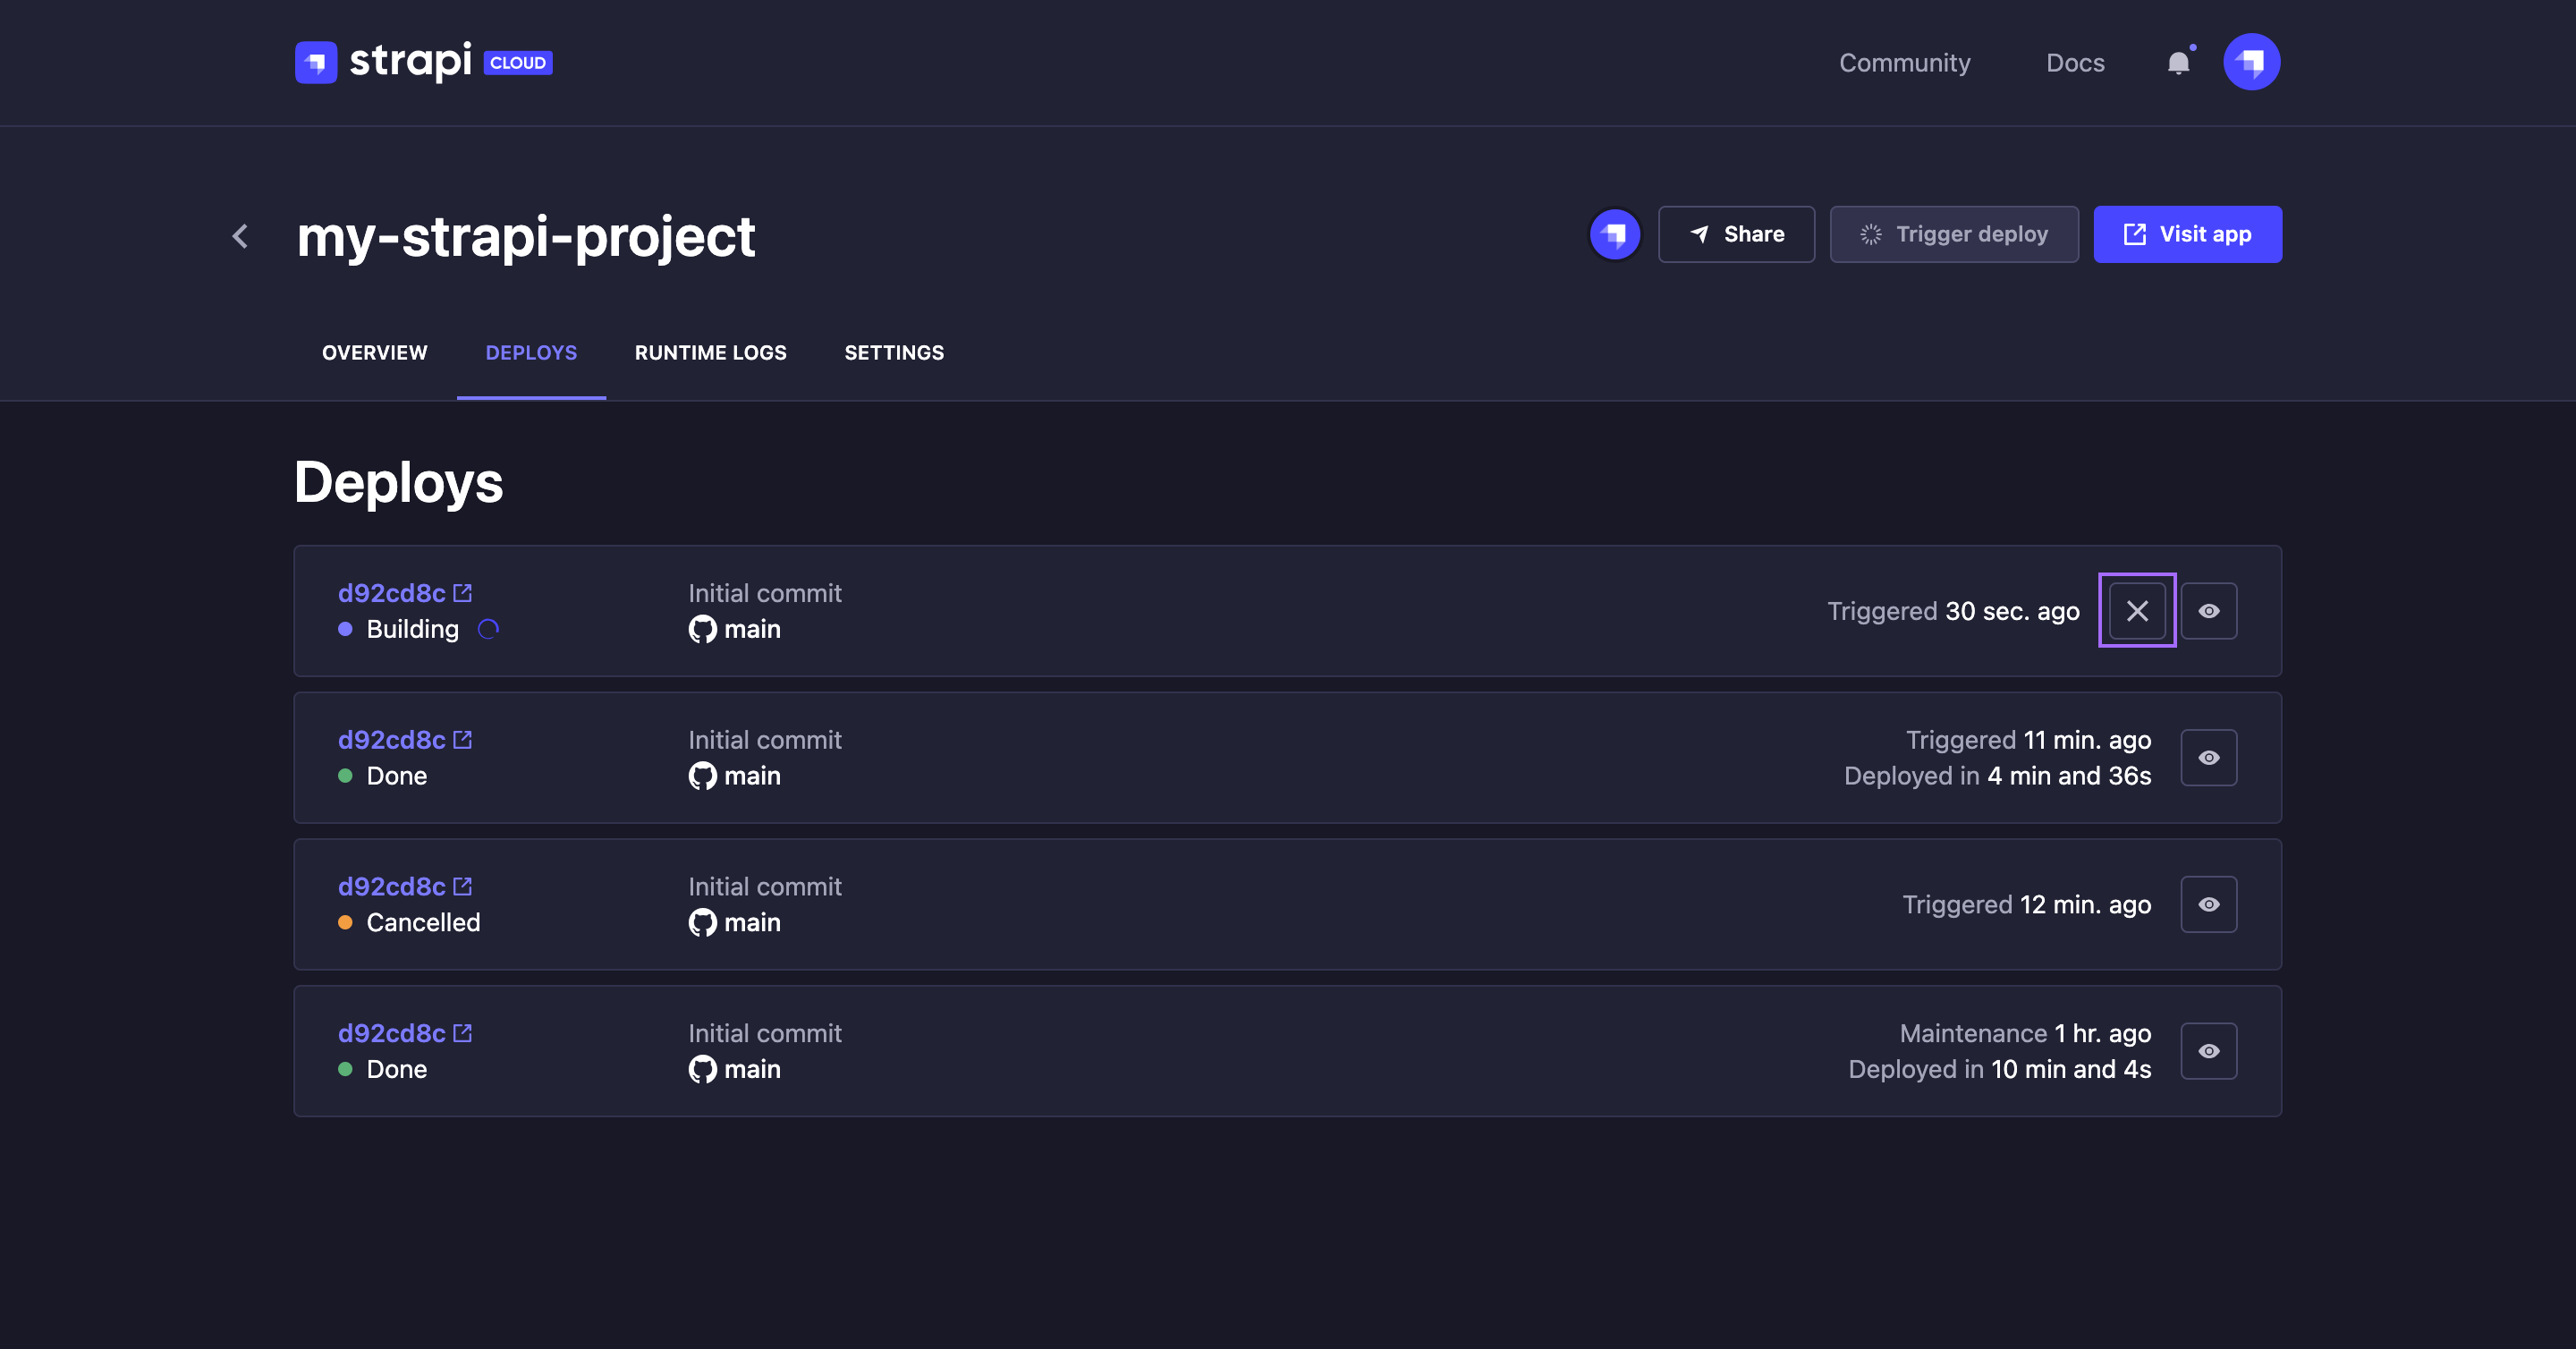 strapi CLOUD
Community Docs
my-strapi-project
Share Trigger deploy Visit app
OVERVIEW DEPLOYS RUNTIME LOGS SETTINGS
Deploys
d92cd8c Initial commit
Building main
Triggered 30 sec. ago
d92cd8c Initial commit Triggered 11 min. ago
Done main Deployed in 4 min and 36s
d92cd8c Initial commit
Cancelled main
Triggered 12 min. ago
d92cd8c Initial commit Maintenance 1 hr. ago
Done main Deployed in 10 min and 4s